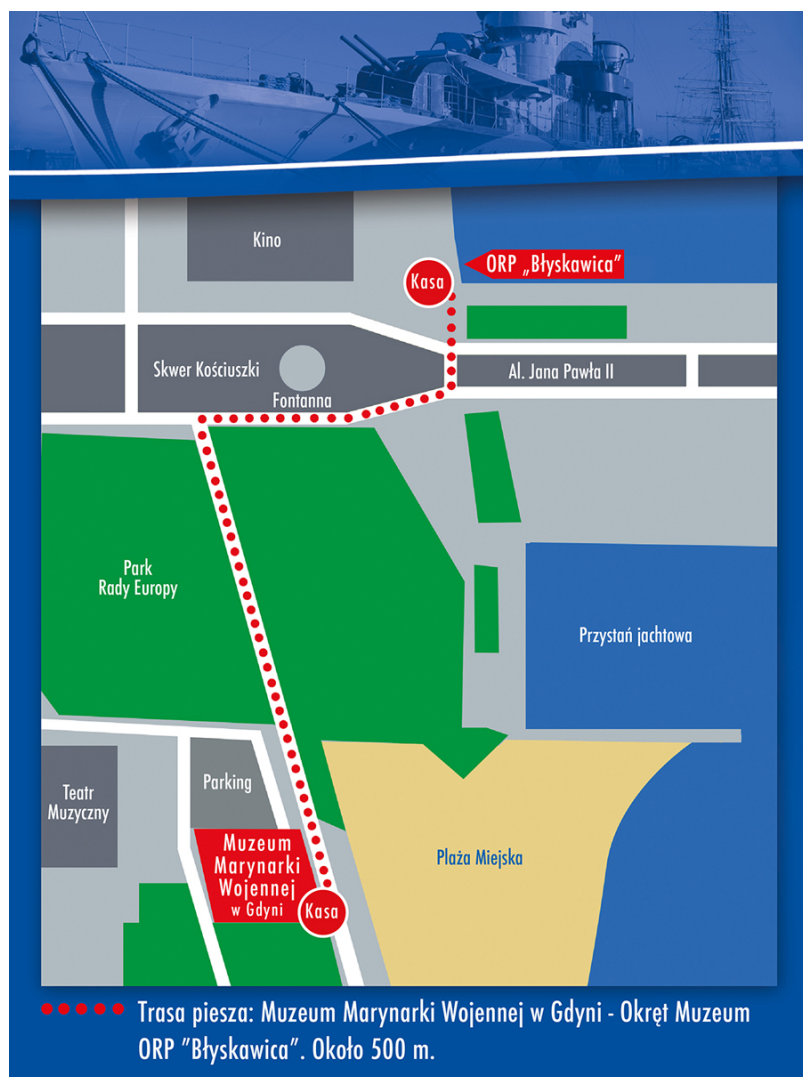 Kino
Kasa
ORP „Błyskawica”
Skwer Kościuszki
Fontanna
Al. Jana Pawła II
Park
Rady Europy
Przystań jachtowa
Teatr
Muzyczny
Parking
Muzeum
Marynarki
Wojennej
w Gdyni
Kasa
Plaża Miejska
Trasa piesza: Muzeum Marynarki Wojennej w Gdyni - Okręt Muzeum
ORP ”Błyskawica”. Około 500 m.